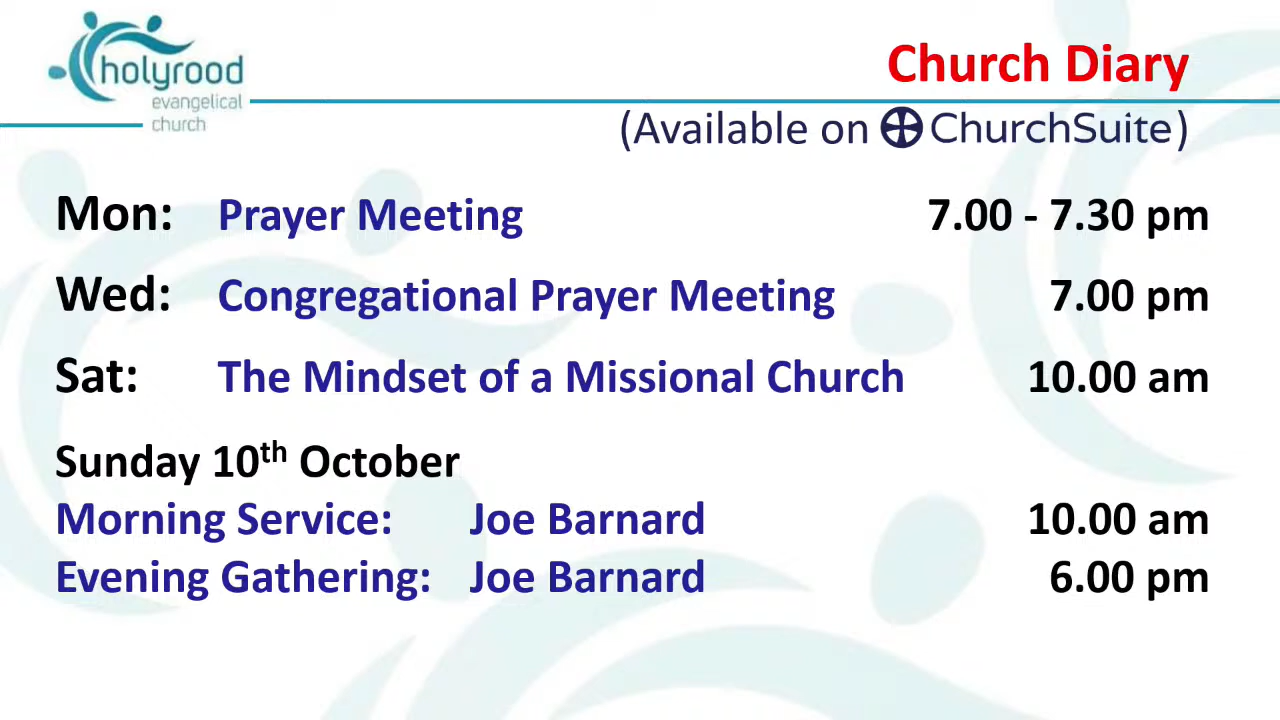 holyrood
evangelical
church
Church Diary
(Available on ChurchSuite)
Mon: Prayer Meeting 7.00 - 7.30 pm
Wed: Congregational Prayer Meeting 7.00 pm
Sat: The Mindset of a Missional Church 10.00 am
Sunday 10th October
Morning Service: Joe Barnard 10.00 am
Evening Gathering: Joe Barnard 6.00 pm